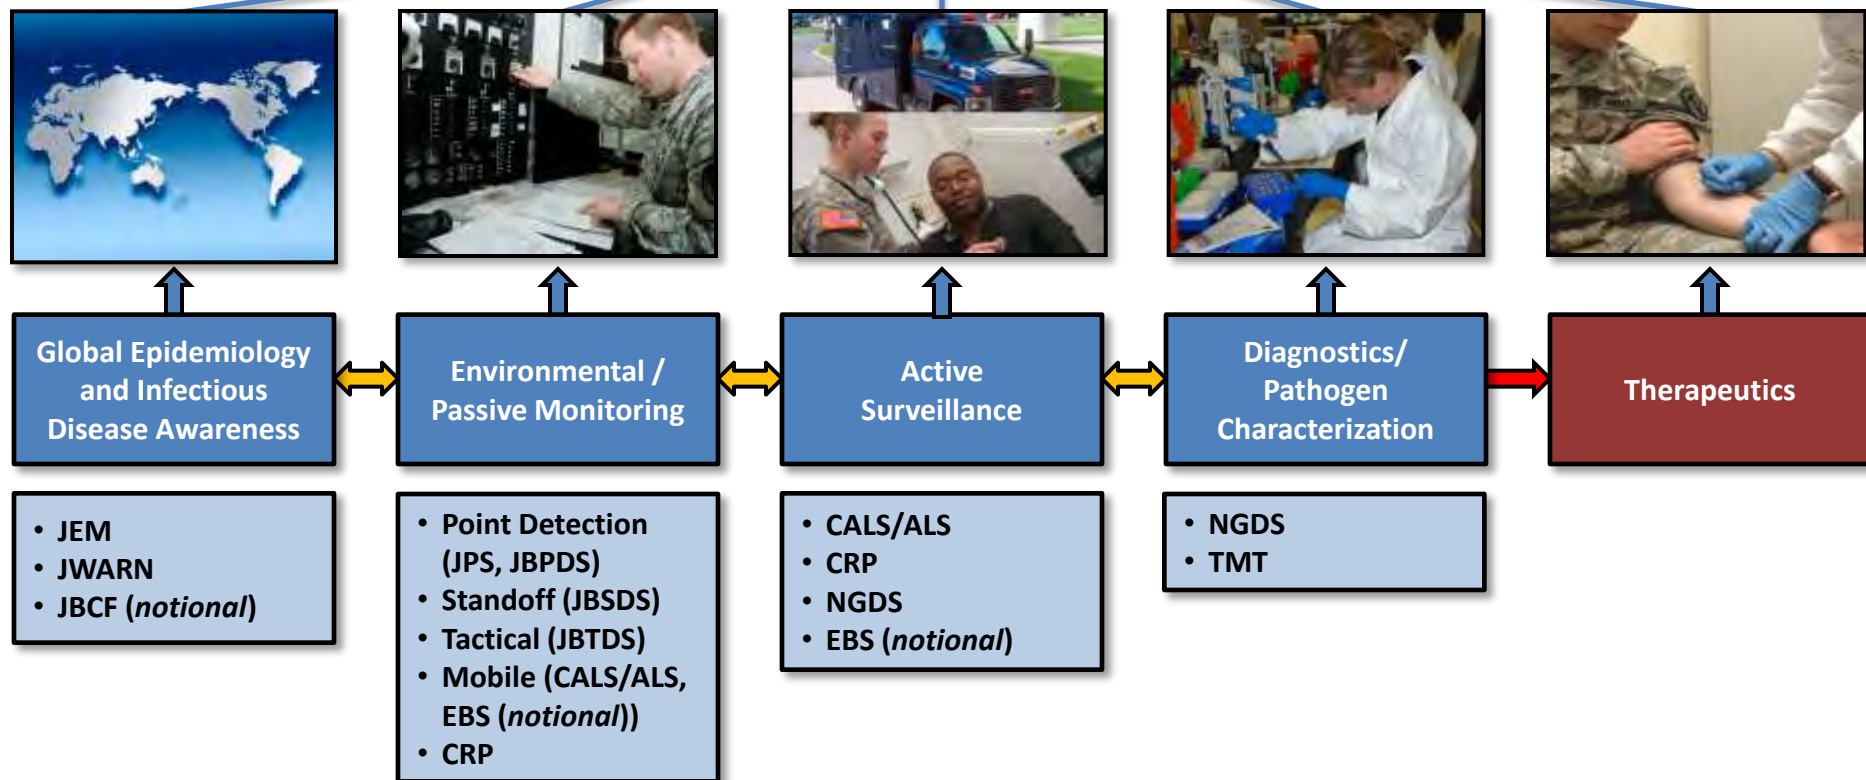 Global Epidemiology
and Infectious
Disease Awareness
Environmental /
Passive Monitoring
Active
Surveillance
Diagnostics/
Pathogen
Characterization
Therapeutics
• JEM
• JWARN
• JBCF (notional)
• Point Detection
(JPS, JBPDS)
• Standoff (JBSDS)
• Tactical (JBTDS)
• Mobile (CALS/ALS,
EBS (notional))
• CRP
• CALS/ALS
• CRP
• NGDS
• EBS (notional)
• NGDS
• TMT